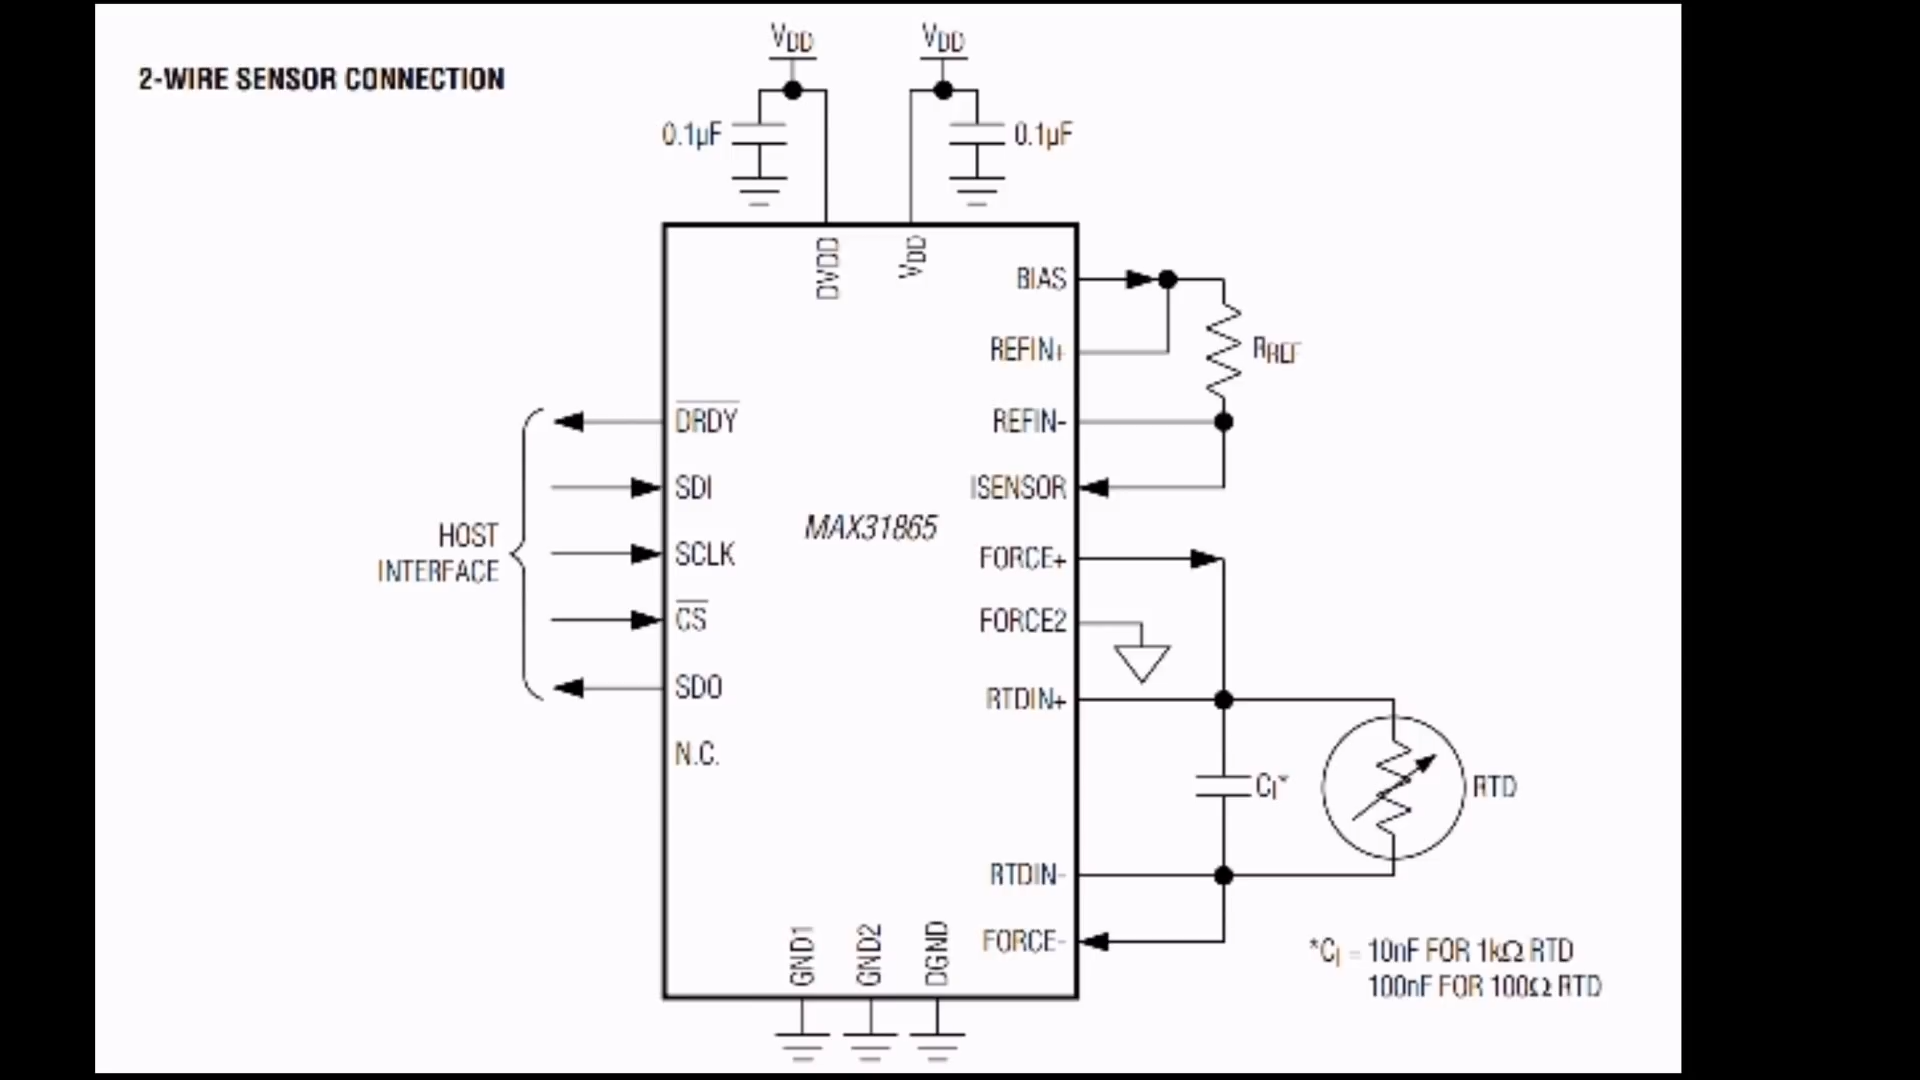 2-WIRE SENSOR CONNECTION
VDD
VDD
0.1µF
0.1µF
DVDD
VDD
BIAS
REFIN+
RREF
REFIN-
ISENSOR
DRDY
SDI
SCLK
CS
SDO
N.C.
HOST
INTERFACE
MAX31865
FORCE+
FORCE2
RTDIN+
CI*
RTD
RTDIN-
FORCE-
GND1
GND2
DGND
*CI = 10nF FOR 1kΩ RTD
100nF FOR 100Ω RTD